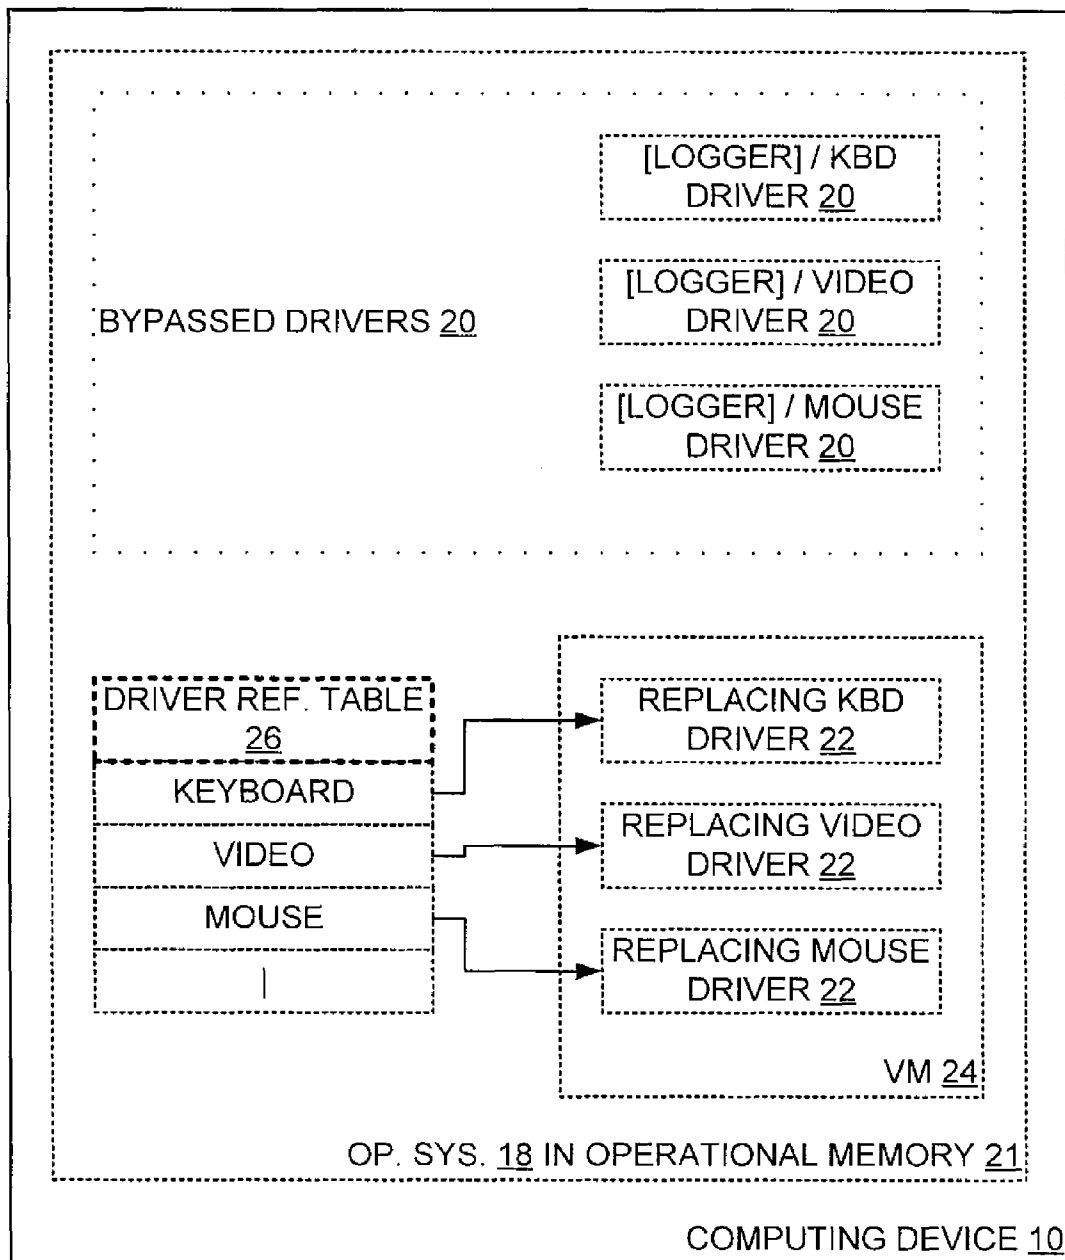 [LOGGER] / KBD
DRIVER 20
[LOGGER] / VIDEO
DRIVER 20
BYPASSED DRIVERS 20
[LOGGER] / MOUSE
DRIVER 20
DRIVER REF. TABLE
26
KEYBOARD
VIDEO
MOUSE
REPLACING KBD
DRIVER 22
REPLACING VIDEO
DRIVER 22
REPLACING MOUSE
DRIVER 22
VM 24
OP. SYS. 18 IN OPERATIONAL MEMORY 21
COMPUTING DEVICE 10